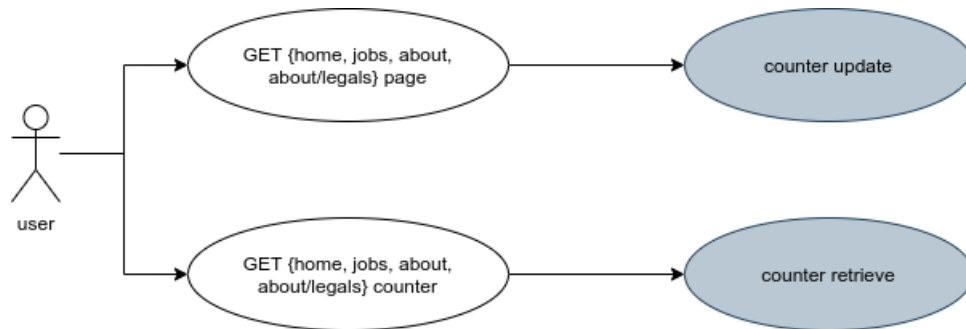 GET {home, jobs, about,
about/legals} page
counter update
user
GET {home, jobs, about,
about/legals} counter
counter retrieve